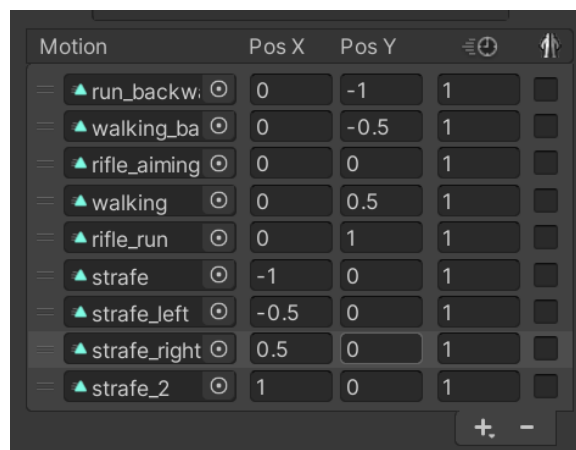 Motion Pos X Pos Y
run_backwa 0 -1 1
walking_ba 0 -0.5 1
rifle_aiming 0 0 1
walking 0 0.5 1
rifle_run 0 1 1
strafe -1 0 1
strafe_left -0.5 0 1
strafe_right 0.5 0 1
strafe_2 1 0 1